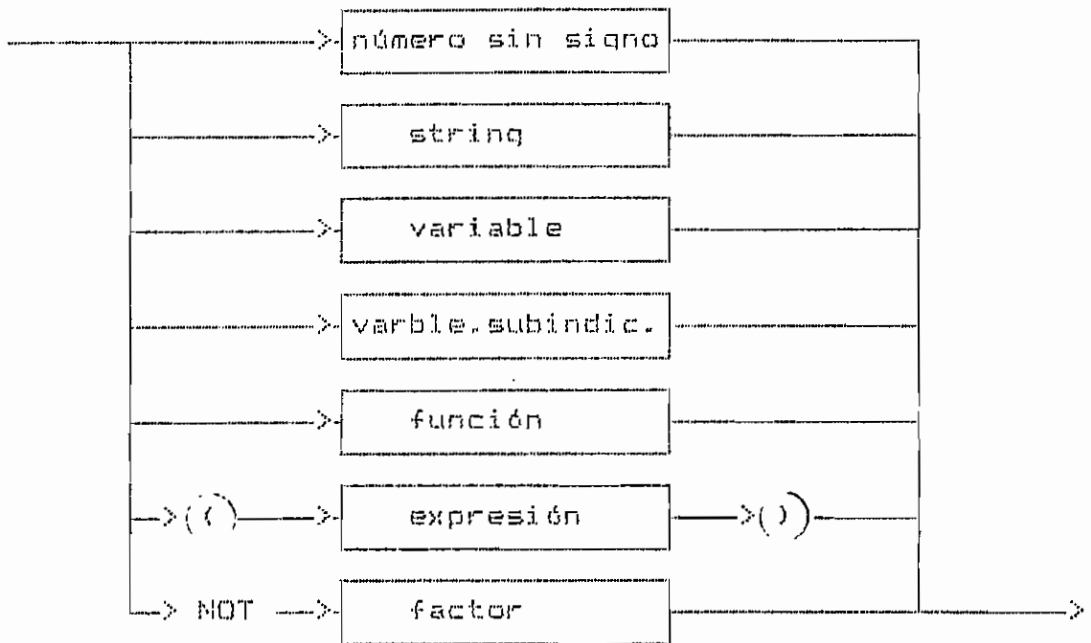 número sin signo
string
variable
varble.subindic.
función
( expresión )
NOT factor